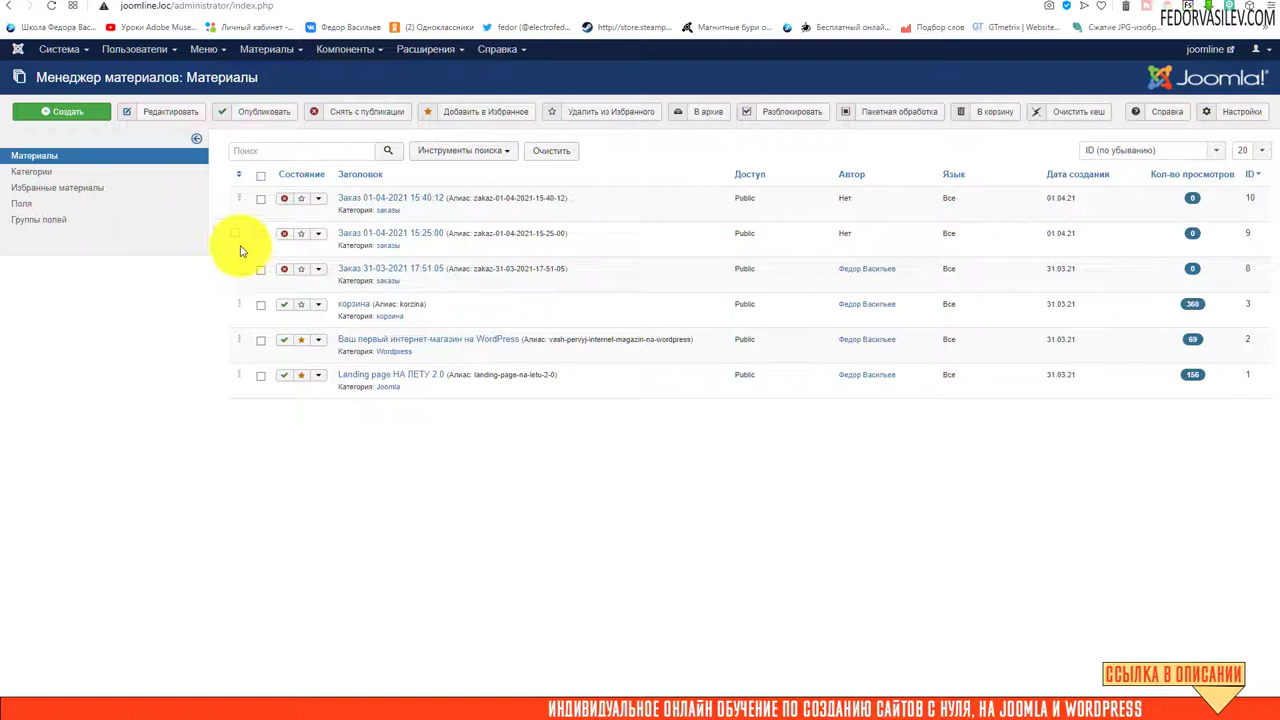 joomline.loc/administrator/index.php
FEDORVASILEV.COM
Школа Федора Вас... Уроки Adobe Muse... Личный кабинет -... Федор Васильев (2) Одноклассники fedor (@electrofed... http://store.steamp... Магнитные бури о... Бесплатный онлай... Подбор слов GTmetrix | Website... Сжатие JPG-изобр...
Система Пользователи Меню Материалы Компоненты Расширения Справка joomline
Менеджер материалов: Материалы Joomla!
Создать Редактировать Опубликовать Снять с публикации Добавить в Избранное Удалить из Избранного В архив Разблокировать Пакетная обработка В корзину Очистить кеш Справка Настройки
Материалы
Категории
Избранные материалы
Поля
Группы полей
Поиск Инструменты поиска Очистить ID (по убыванию) 20
Состояние Заголовок Доступ Автор Язык Дата создания Кол-во просмотров ID
Заказ 01-04-2021 15:40:12 (Алиас: zakaz-01-04-2021-15-40-12) Public Нет Все 01.04.21 0 10
Категория: заказы
Заказ 01-04-2021 15:25:00 (Алиас: zakaz-01-04-2021-15-25-00) Public Нет Все 01.04.21 0 9
Категория: заказы
Заказ 31-03-2021 17:51:05 (Алиас: zakaz-31-03-2021-17-51-05) Public Федор Васильев Все 31.03.21 0 8
Категория: заказы
корзина (Алиас: korzina) Public Федор Васильев Все 31.03.21 360 3
Категория: корзина
Ваш первый интернет-магазин на WordPress (Алиас: vash-pervyj-internet-magazin-na-wordpress) Public Федор Васильев Все 31.03.21 69 2
Категория: Wordpress
Landing page НА ЛЕТУ 2.0 (Алиас: landing-page-na-letu-2-0) Public Федор Васильев Все 31.03.21 156 1
Категория: Joomla
ССЫЛКА В ОПИСАНИИ
ИНДИВИДУАЛЬНОЕ ОНЛАЙН ОБУЧЕНИЕ ПО СОЗДАНИЮ САЙТОВ С НУЛЯ, НА JOOMLA И WORDPRESS